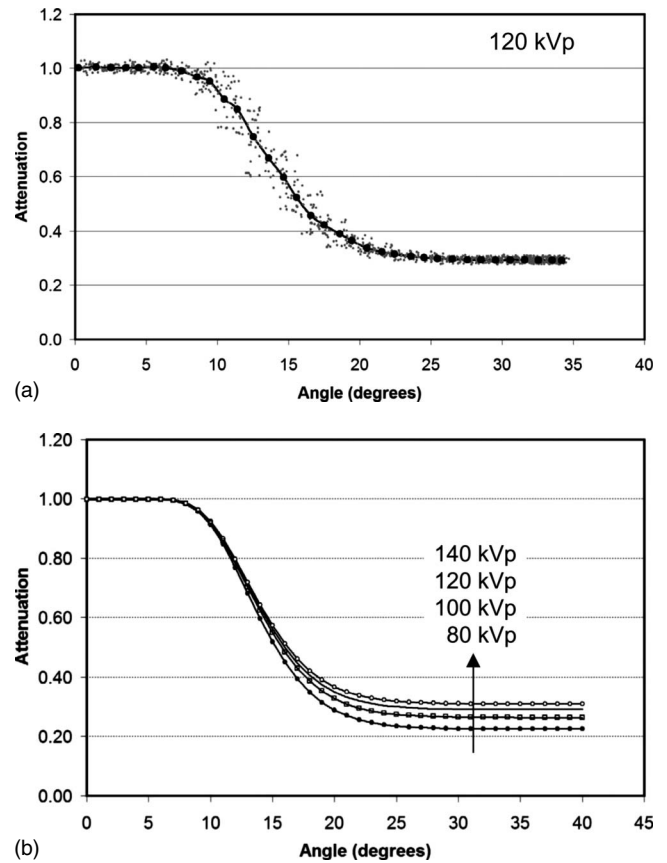 1.2
120 kVp
1.0
0.8
0.6
0.4
0.2
0.0
Attenuation
0 5 10 15 20 25 30 35 40
Angle (degrees)
(a)
1.20
1.00
0.80
0.60
0.40
0.20
0.00
Attenuation
140 kVp
120 kVp
100 kVp
80 kVp
0 5 10 15 20 25 30 35 40 45
Angle (degrees)
(b)